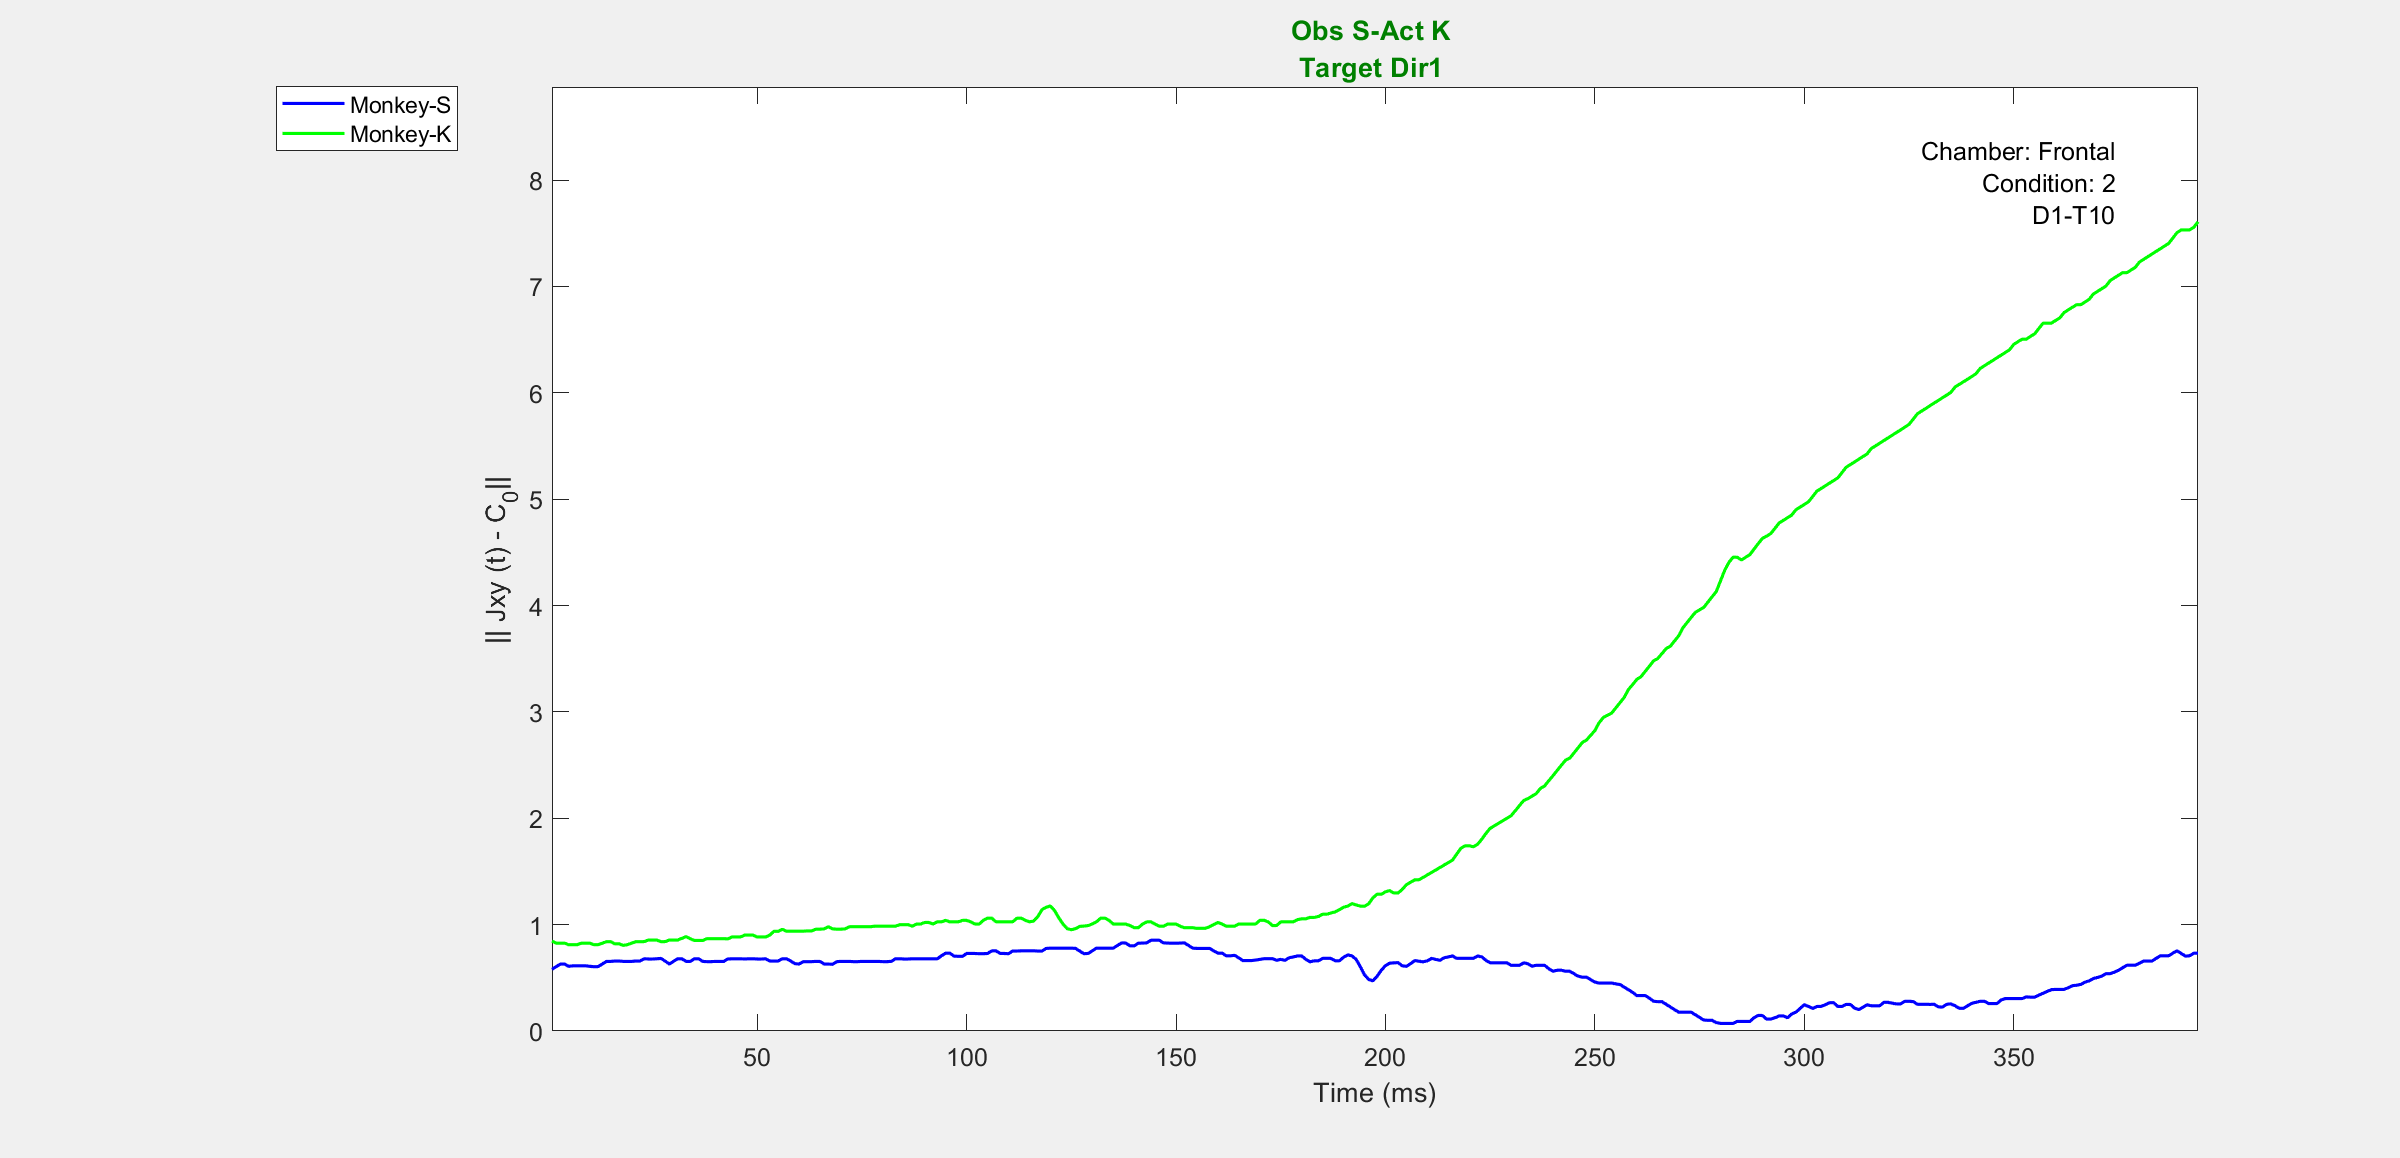 Obs S-Act K
Target Dir1
Monkey-S
Monkey-K
Chamber: Frontal
Condition: 2
D1-T10
|| Jxy (t) - C0||
8
7
6
5
4
3
2
1
0
50 100 150 200 250 300 350
Time (ms)